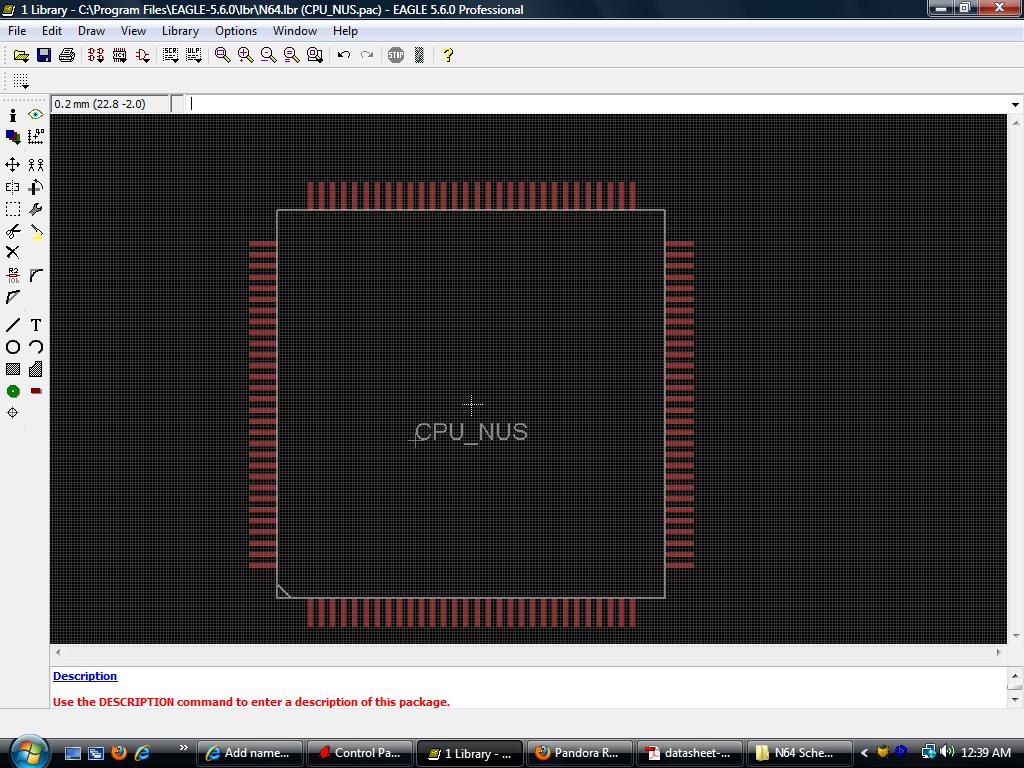 1 Library - C:\Program Files\EAGLE-5.6.0\lbr\N64.lbr (CPU_NUS.pac) - EAGLE 5.6.0 Professional
File Edit Draw View Library Options Window Help
STOP
0.2 mm (22.8 -2.0)
R2
10k
T
CPU_NUS
Description
Use the DESCRIPTION command to enter a description of this package.
» Add name... Control Pa... 1 Library - ... Pandora R... datasheet-... N64 Sche... < 12:39 AM